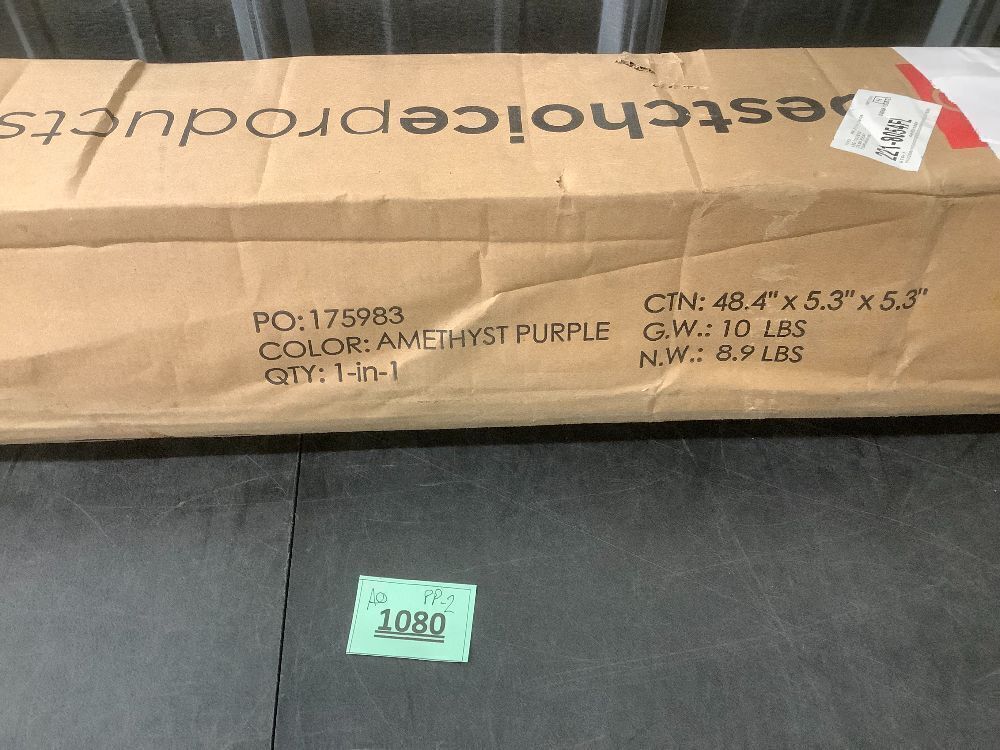 bestchoiceproducts
PO: 175983
COLOR: AMETHYST PURPLE
QTY: 1-in-1
CTN: 48.4" x 5.3" x 5.3"
G.W.: 10 LBS
N.W.: 8.9 LBS
PP-2
1080